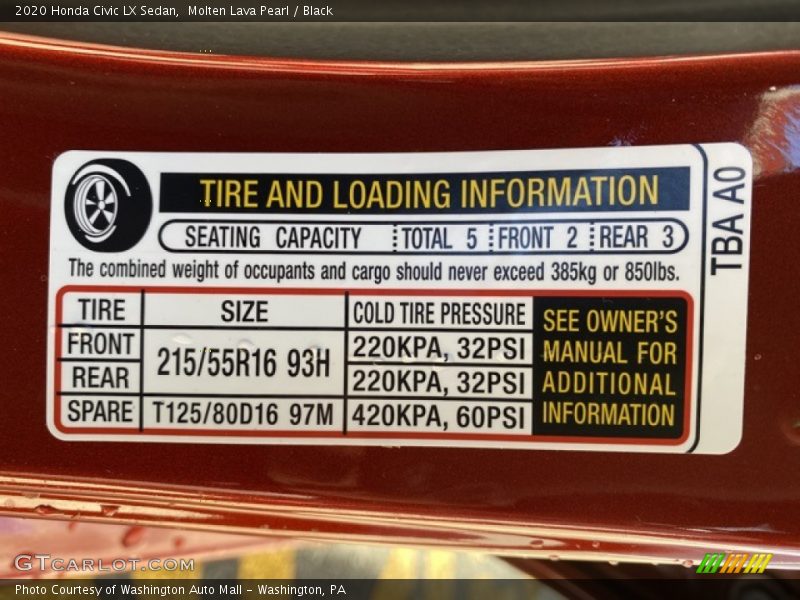 2020 Honda Civic LX Sedan, Molten Lava Pearl / Black
TIRE AND LOADING INFORMATION
SEATING CAPACITY TOTAL 5 FRONT 2 REAR 3
The combined weight of occupants and cargo should never exceed 385kg or 850lbs.
TIRE SIZE COLD TIRE PRESSURE
FRONT 215/55R16 93H 220KPA, 32PSI
REAR 220KPA, 32PSI
SPARE T125/80D16 97M 420KPA, 60PSI
SEE OWNER'S
MANUAL FOR
ADDITIONAL
INFORMATION
TBA A0
GTcarlot.com
Photo Courtesy of Washington Auto Mall - Washington, PA